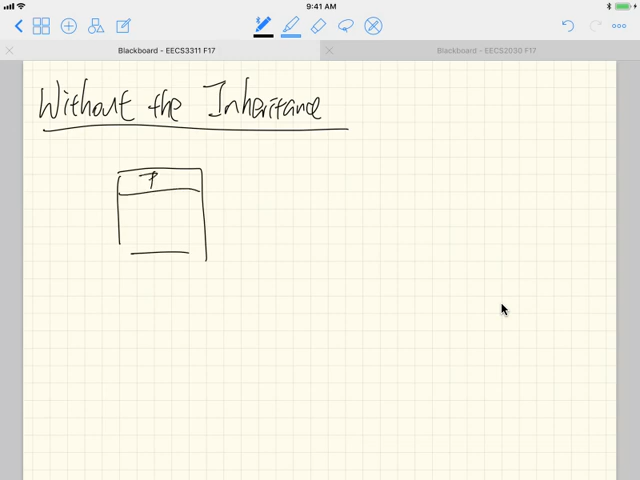 9:41 AM
Blackboard - EECS3311 F17
Blackboard - EECS2030 F17
Without the Inheritance